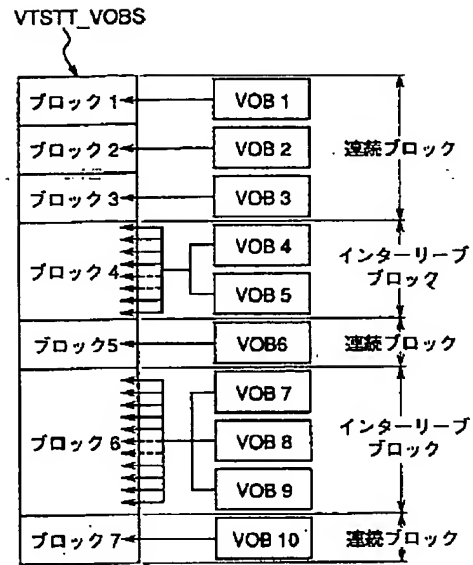 VTSTT_VOBS
ブロック1
VOB 1
ブロック2
VOB 2
連続ブロック
ブロック3
VOB 3
ブロック4
VOB 4
VOB 5
インターリーブ
ブロック
ブロック5
VOB6
連続ブロック
ブロック6
VOB 7
VOB 8
VOB 9
インターリーブ
ブロック
ブロック7
VOB 10
連続ブロック